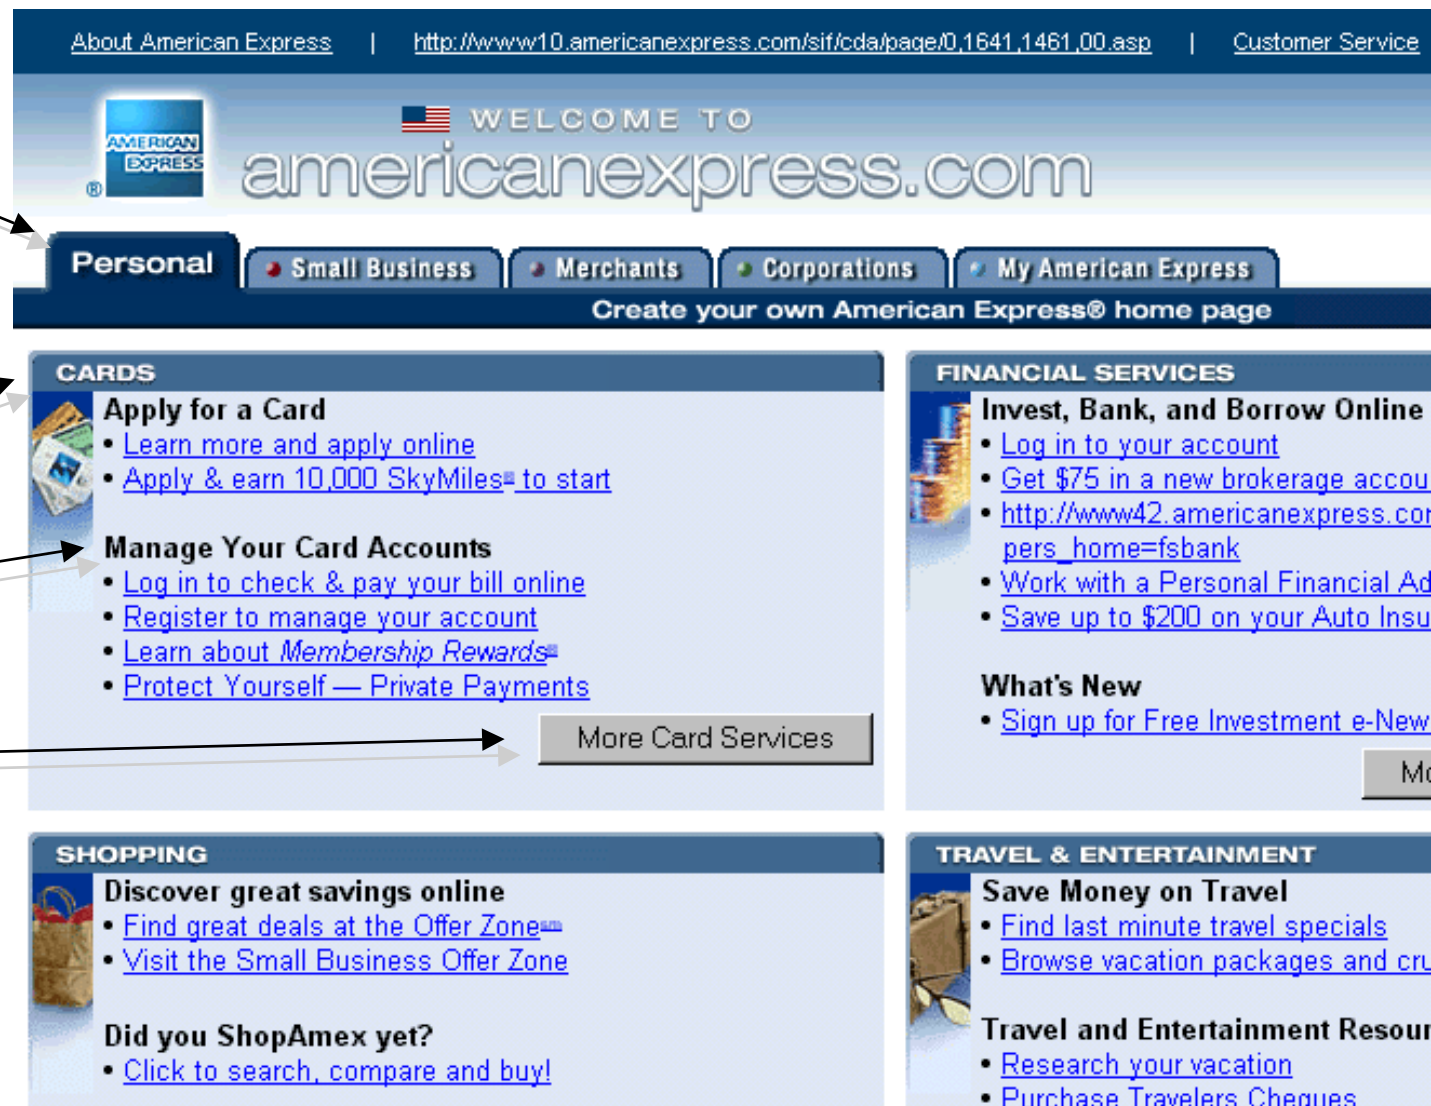 About American Express | http://www10.americanexpress.com/sif/cda/page/0,1641,1461,00.asp | Customer Service
AMERICAN
EXPRESS
®
WELCOME TO
americanexpress.com
Personal Small Business Merchants Corporations My American Express
Create your own American Express® home page
CARDS
Apply for a Card
• Learn more and apply online
• Apply & earn 10,000 SkyMiles to start
Manage Your Card Accounts
• Log in to check & pay your bill online
• Register to manage your account
• Learn about Membership Rewards
• Protect Yourself — Private Payments
More Card Services
FINANCIAL SERVICES
Invest, Bank, and Borrow Online
• Log in to your account
• Get $75 in a new brokerage accou
• http://www42.americanexpress.co
pers_home=fsbank
• Work with a Personal Financial Ad
• Save up to $200 on your Auto Insu
What's New
• Sign up for Free Investment e-New
Mo
SHOPPING
Discover great savings online
• Find great deals at the Offer Zone sm
• Visit the Small Business Offer Zone
Did you ShopAmex yet?
• Click to search, compare and buy!
TRAVEL & ENTERTAINMENT
Save Money on Travel
• Find last minute travel specials
• Browse vacation packages and cru
Travel and Entertainment Resour
• Research your vacation
• Purchase Travelers Cheques